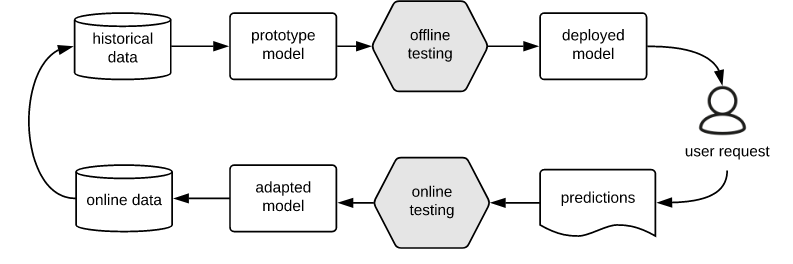 historical
data
prototype
model
offline
testing
deployed
model
user request
predictions
online
testing
adapted
model
online data